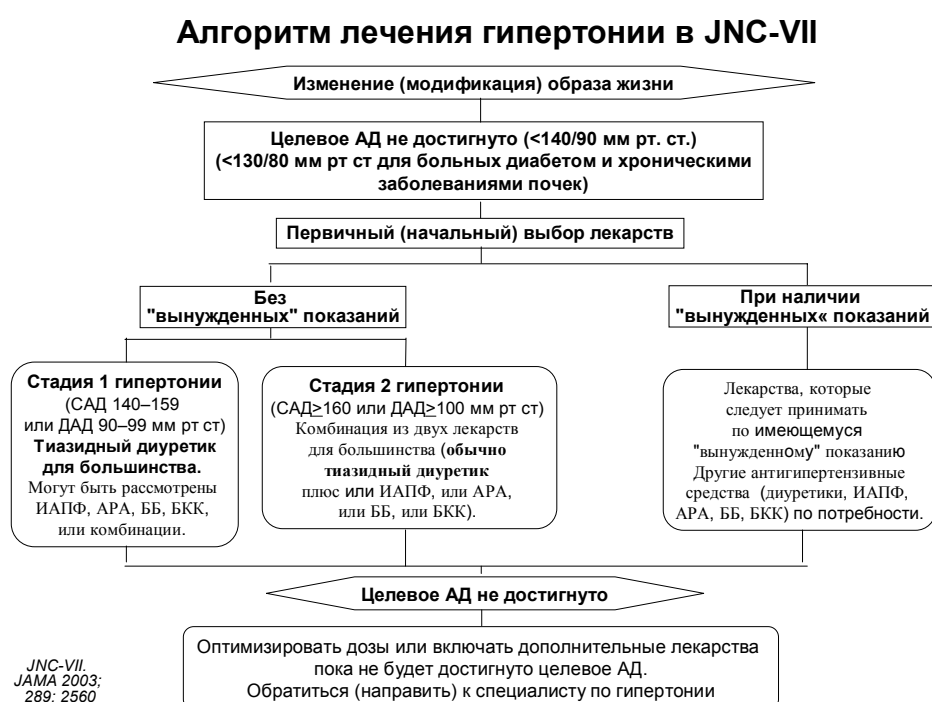 Алгоритм лечения гипертонии в JNC-VII
Изменение (модификация) образа жизни
Целевое АД не достигнуто (<140/90 мм рт. ст.)
(<130/80 мм рт ст для больных диабетом и хроническими
заболеваниями почек)
Первичный (начальный) выбор лекарств
Без
"вынужденных" показаний
При наличии
"вынужденных« показаний
Стадия 1 гипертонии
(САД 140–159
или ДАД 90–99 мм рт ст)
Тиазидный диуретик
для большинства.
Могут быть рассмотрены
ИАПФ, АРА, ББ, БКК,
или комбинации.
Стадия 2 гипертонии
(САД≥160 или ДАД≥100 мм рт ст)
Комбинация из двух лекарств
для большинства (обычно
тиазидный диуретик
плюс или ИАПФ, или АРА,
или ББ, или БКК).
Лекарства, которые
следует принимать
по имеющемуся
"вынужденному" показанию
Другие антигипертензивные
средства (диуретики, ИАПФ,
АРА, ББ, БКК) по потребности.
Целевое АД не достигнуто
Оптимизировать дозы или включать дополнительные лекарства
пока не будет достигнуто целевое АД.
Обратиться (направить) к специалисту по гипертонии
JNC-VII.
JAMA 2003;
289: 2560